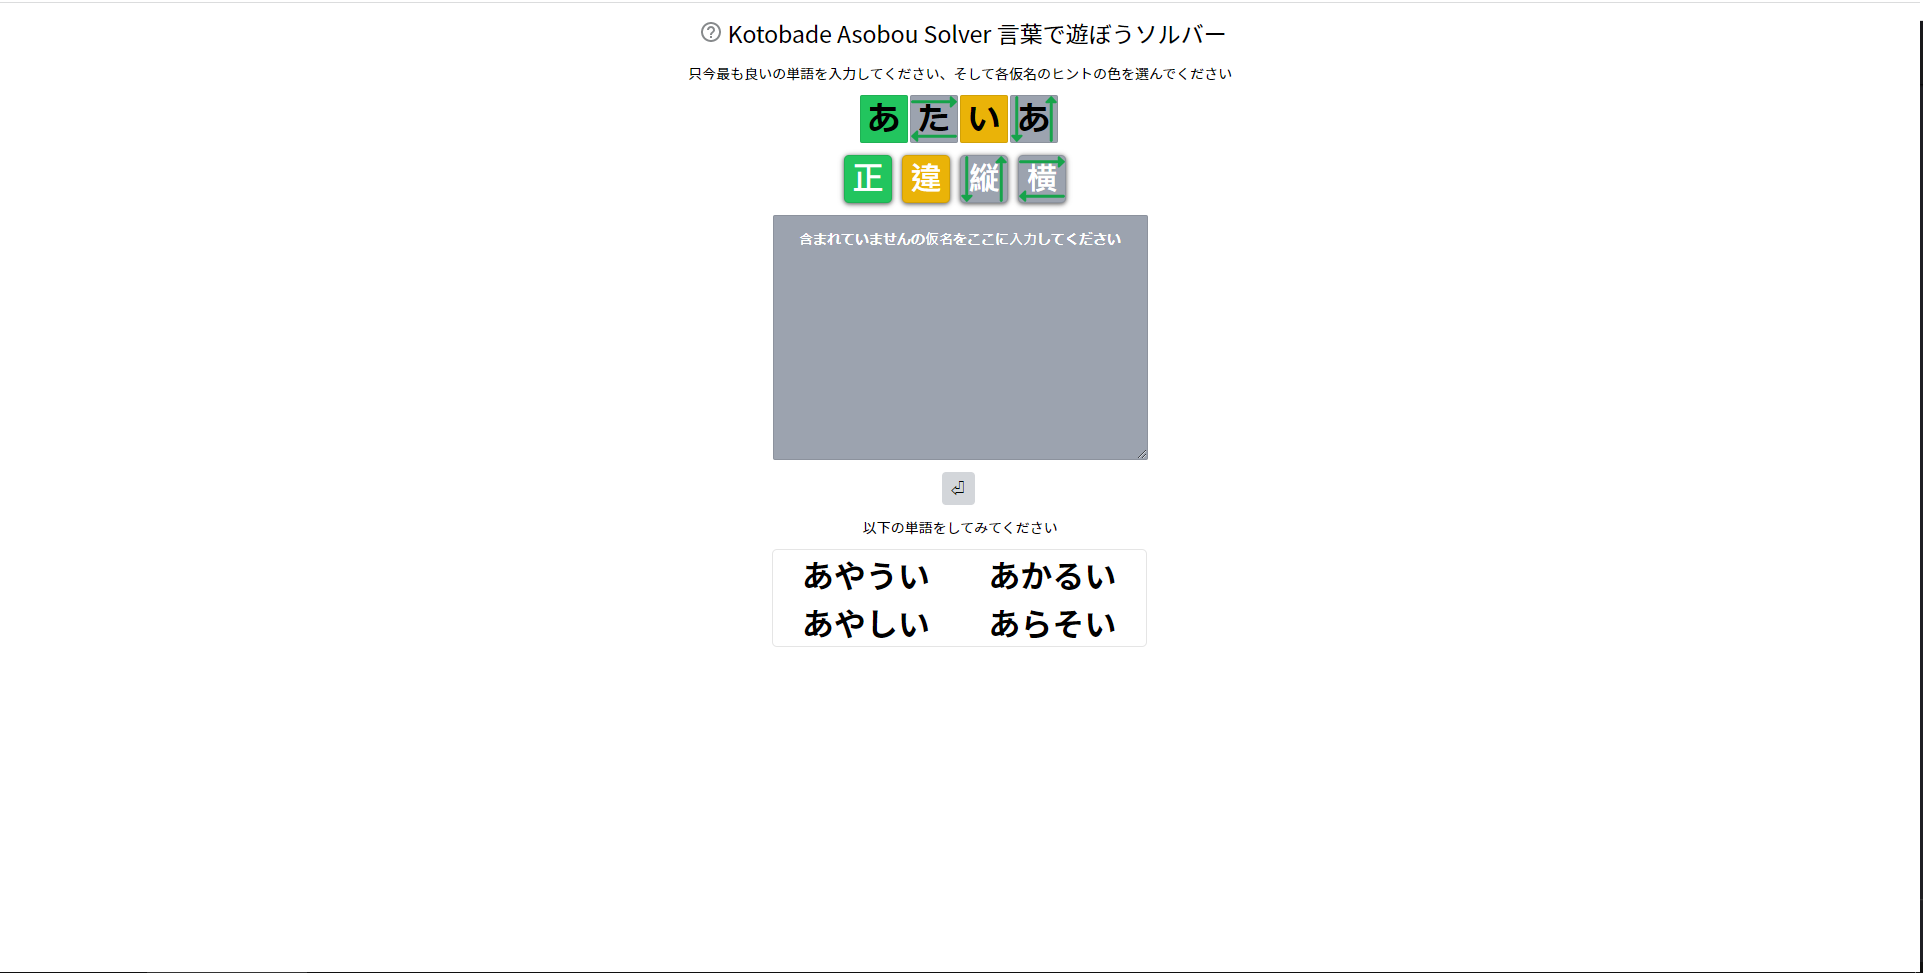 Kotobade Asobou Solver 言葉で遊ぼうソルバー
只今最も良いの単語を入力してください、そして各仮名のヒントの色を選んでください
あたいあ
正 違 縦 横
含まれていませんの仮名をここに入力してください
⏎
以下の単語をしてみてください
あやうい あかるい
あやしい あらそい